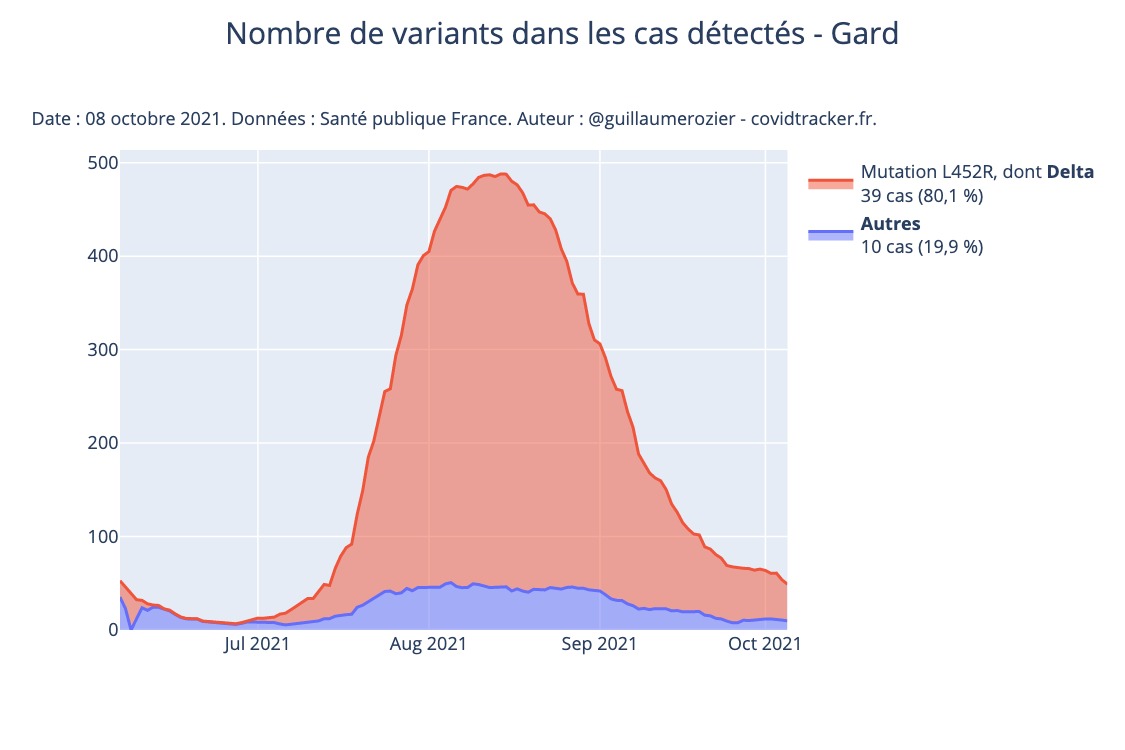 Nombre de variants dans les cas détectés - Gard
Date : 08 octobre 2021. Données : Santé publique France. Auteur : @guillaumerozier - covidtracker.fr.
500
400
300
200
100
0
Jul 2021
Aug 2021
Sep 2021
Oct 2021
Mutation L452R, dont Delta
39 cas (80,1 %)
Autres
10 cas (19,9 %)